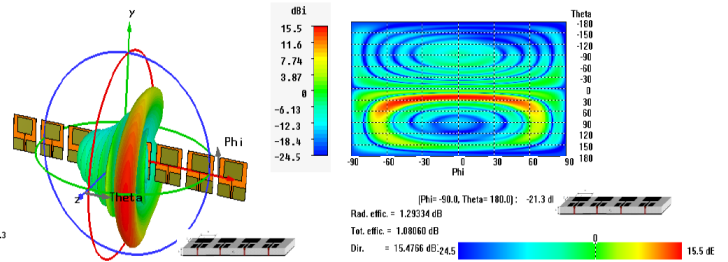 y
Phi
Theta
z
.3
dBi
15.5
11.6
7.74
3.87
0
-6.13
-12.3
-18.4
-24.5
Theta
-180
-150
-120
-90
-60
-30
0
30
60
90
120
150
180
-90 -60 -30 0 30 60 90
Phi
[Phi= -90.0, Theta= 180.0] : -21.3 dI
Rad. effic. = 1.29334 dB
Tot. effic. = 1.08060 dB
Dir. = 15.4766 dB:
-24.5 0 15.5 dE